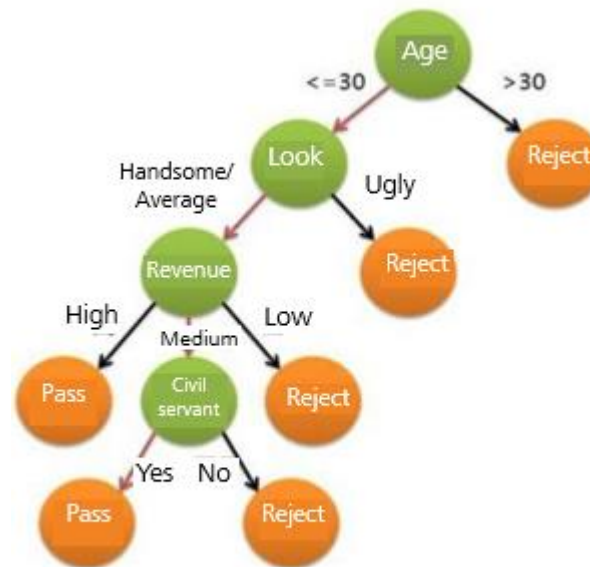 Age
<=30
>30
Look
Reject
Handsome/
Average
Ugly
Revenue
Reject
High
Medium
Low
Pass
Civil
servant
Reject
Yes
No
Pass
Reject